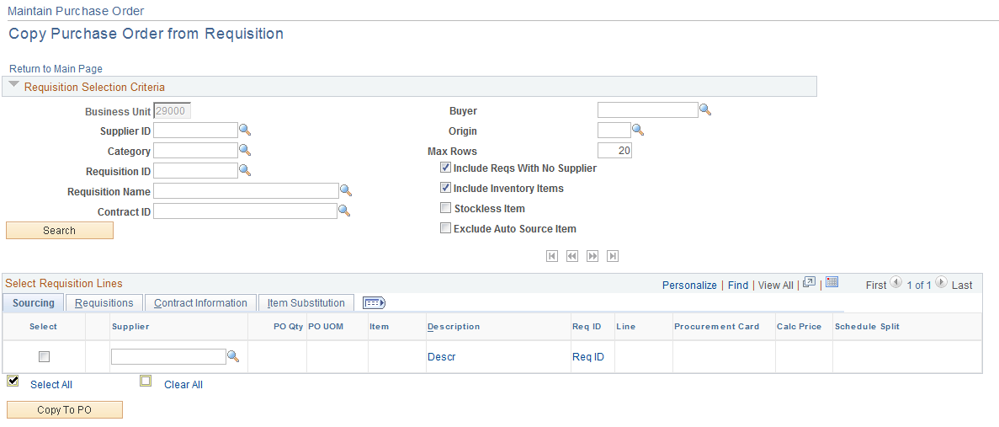 Maintain Purchase Order
Copy Purchase Order from Requisition
Return to Main Page
Requisition Selection Criteria
Business Unit 29000 Buyer
Supplier ID Origin
Category Max Rows 20
Requisition ID Include Reqs With No Supplier
Requisition Name Include Inventory Items
Contract ID Stockless Item
Search Exclude Auto Source Item
Select Requisition Lines Personalize | Find | View All | | First 1 of 1 Last
Sourcing Requisitions Contract Information Item Substitution
Select Supplier PO Qty PO UOM Item Description Req ID Line Procurement Card Calc Price Schedule Split
Descr Req ID
Select All Clear All
Copy To PO